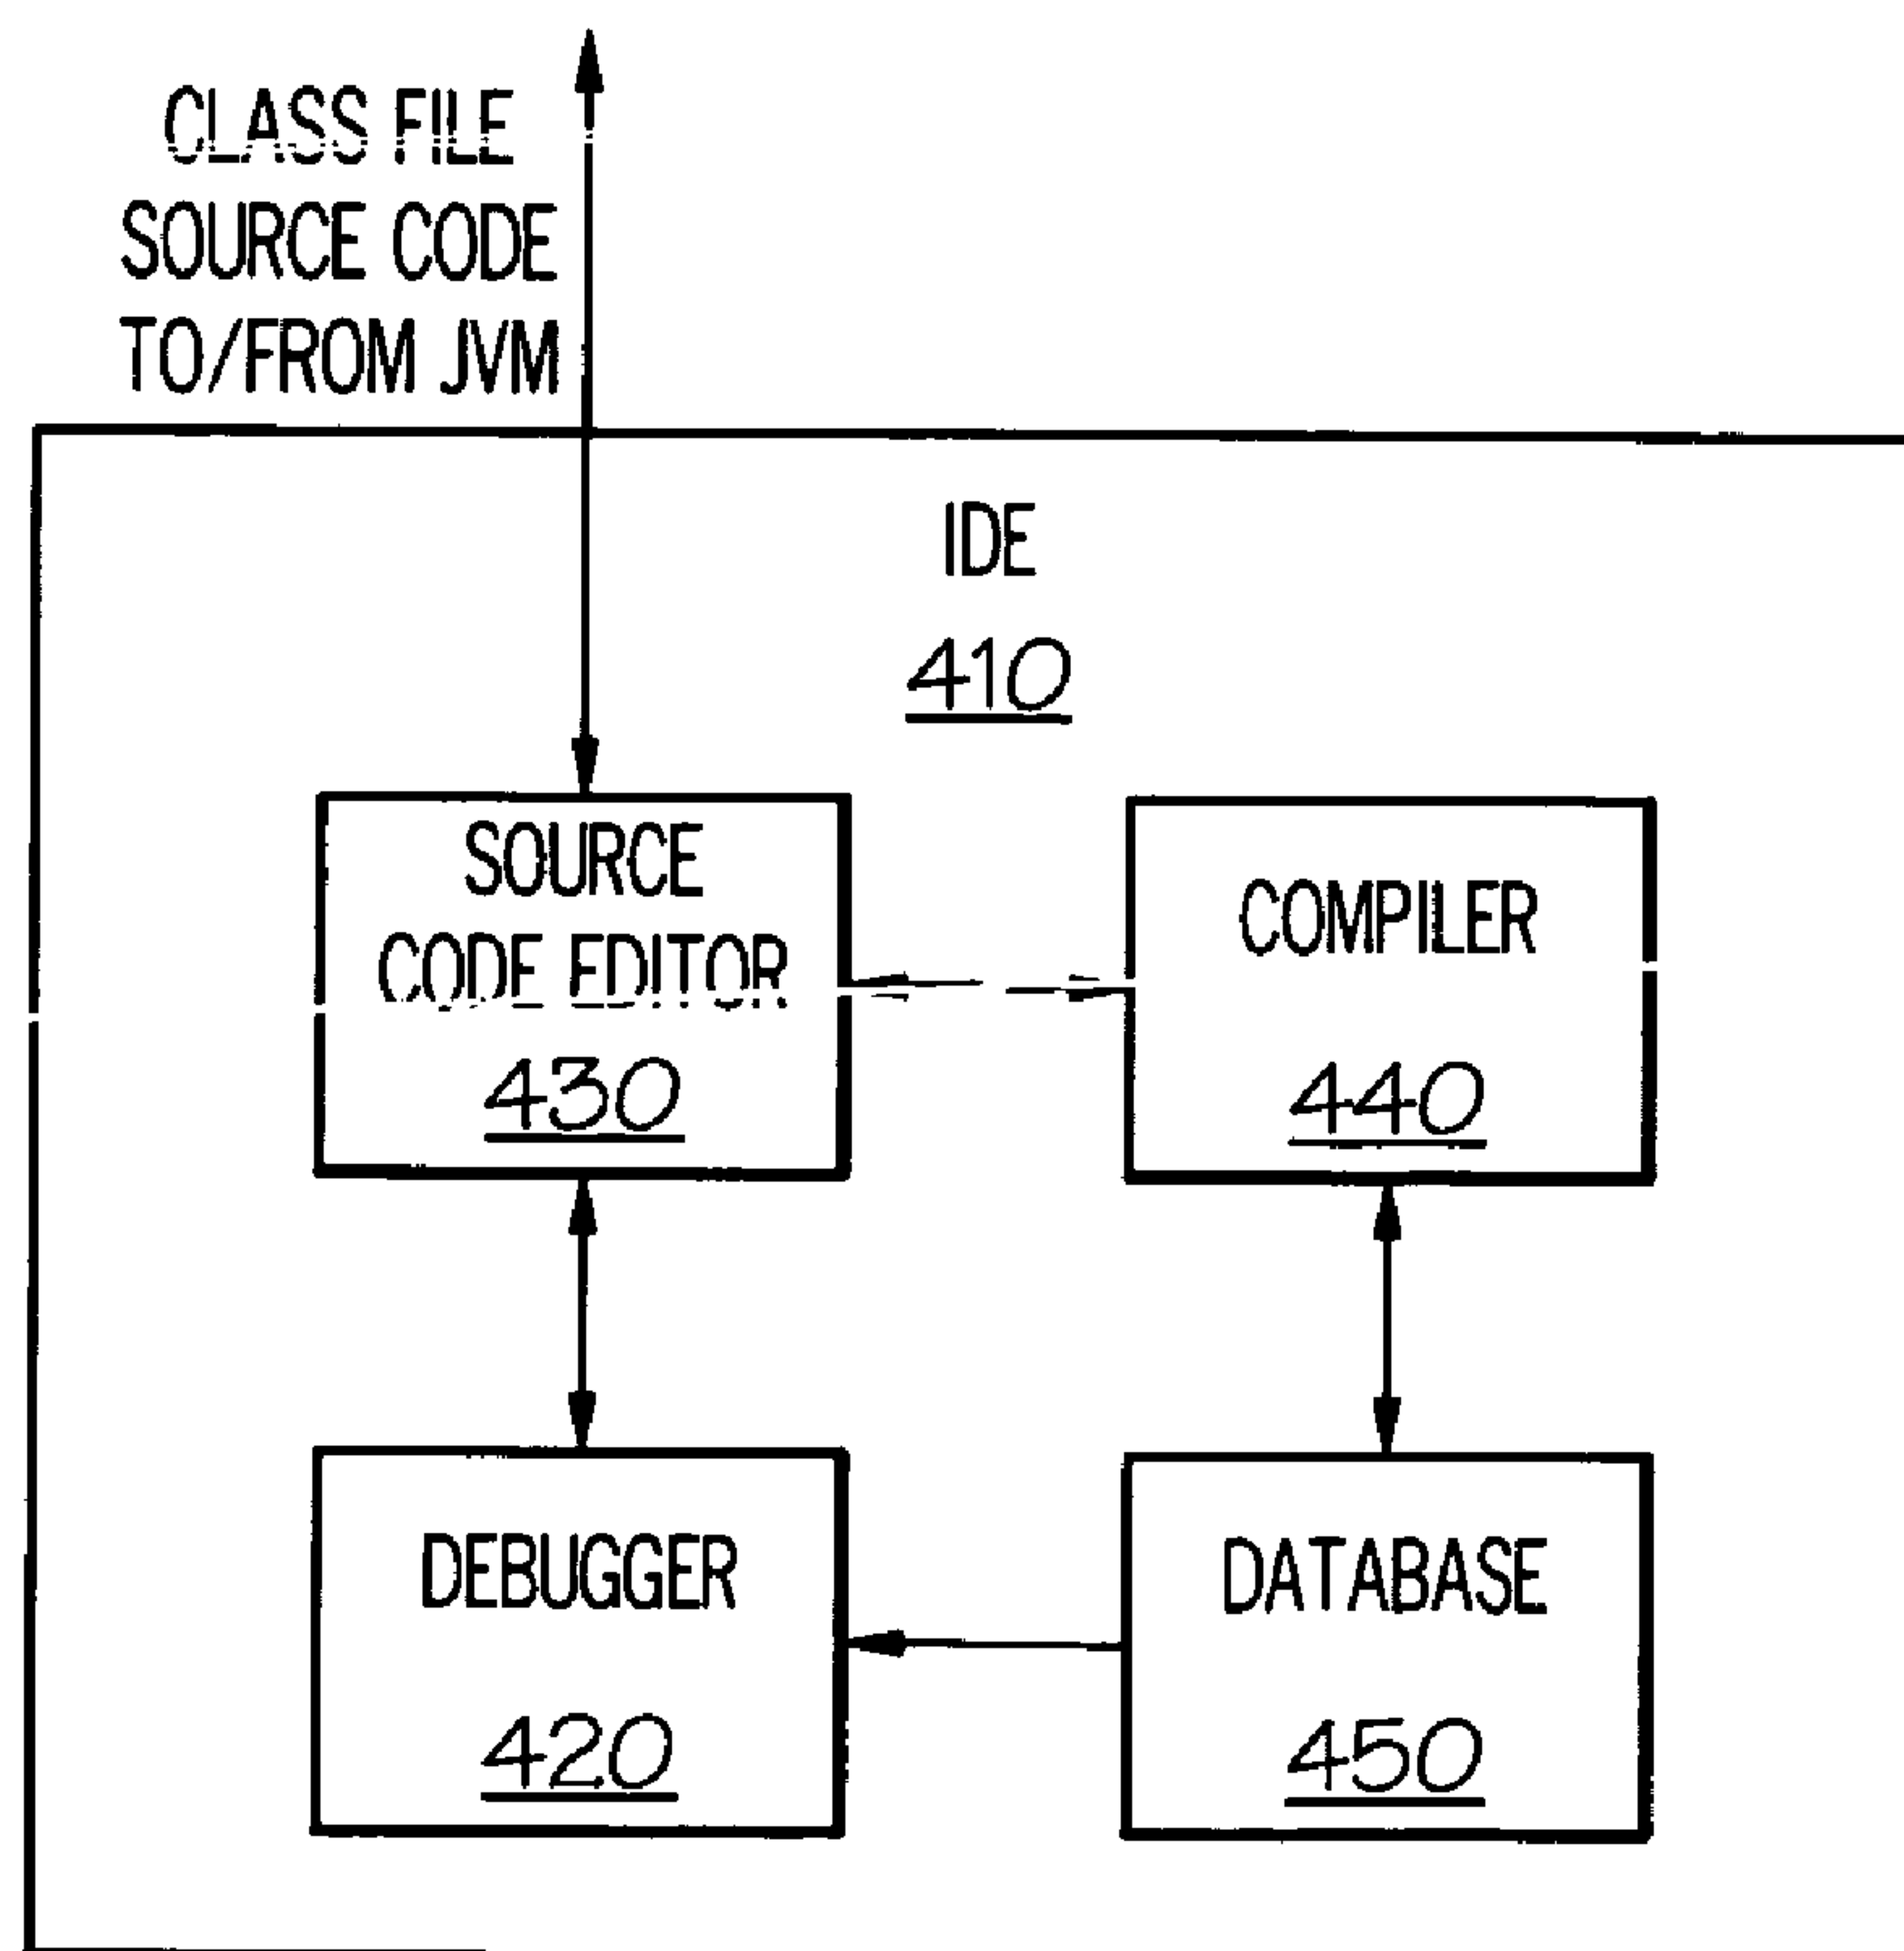 CLASS FILE
SOURCE CODE
TO/FROM JVM
IDE
410
SOURCE
CODE EDITOR
430
COMPILER
440
DEBUGGER
420
DATABASE
450